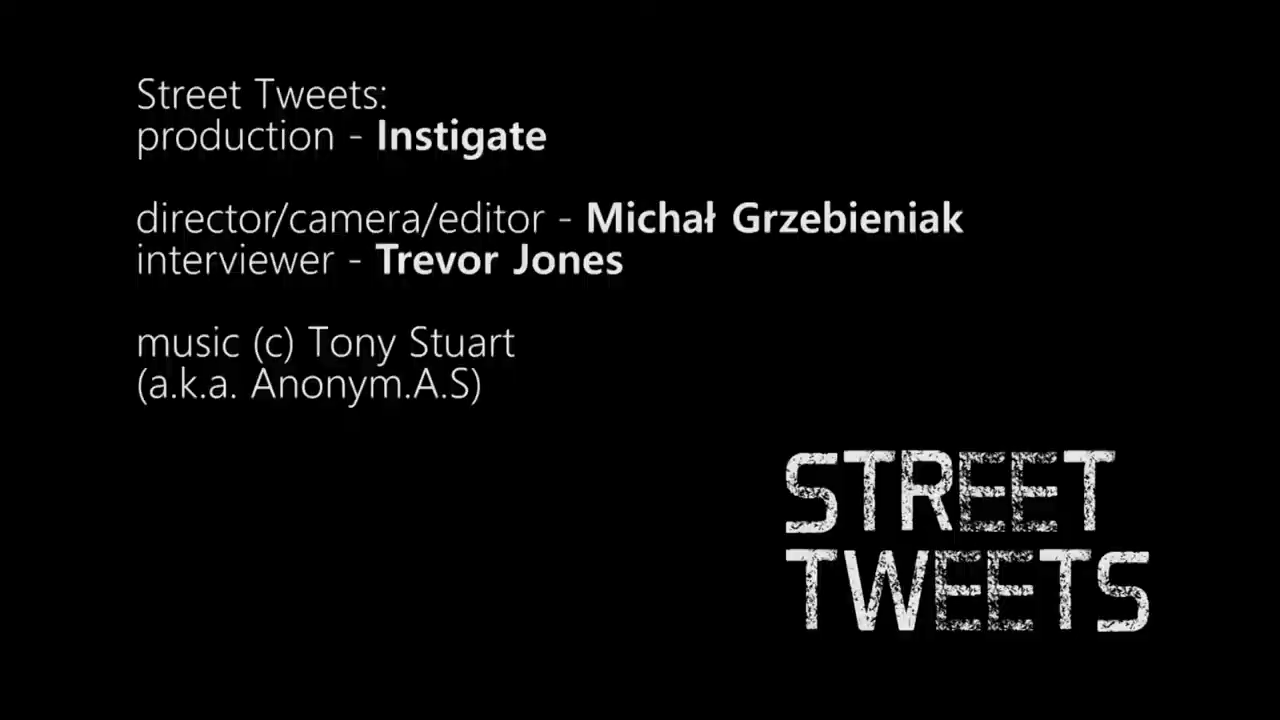 Street Tweets:
production - Instigate
director/camera/editor - Michał Grzebieniak
interviewer - Trevor Jones
music (c) Tony Stuart
(a.k.a. Anonym.A.S)
STREET
TWEETS